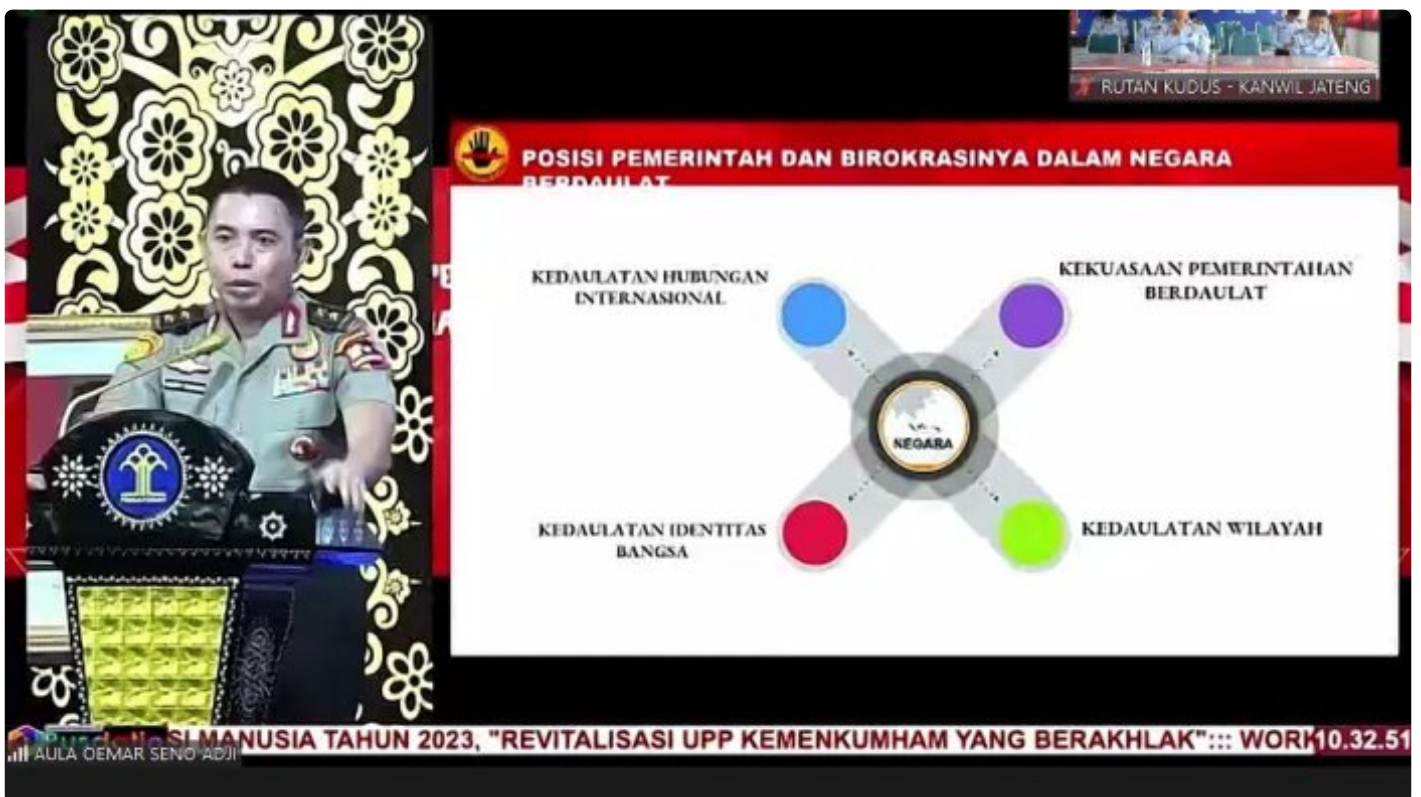 RUTAN KUDUS - KANWIL JATENG
POSISI PEMERINTAH DAN BIROKRASINYA DALAM NEGARA
BERDAULAT
KEDAULATAN HUBUNGAN
INTERNASIONAL
KEKUASAAN PEMERINTAHAN
BERDAULAT
NEGARA
KEDAULATAN IDENTITAS
BANGSA
KEDAULATAN WILAYAH
SI MANUSIA TAHUN 2023, "REVITALISASI UPP KEMENKUMHAM YANG BERAKHLAK"::: WORK
10.32.51
AULA OEMAR SENO ADJI